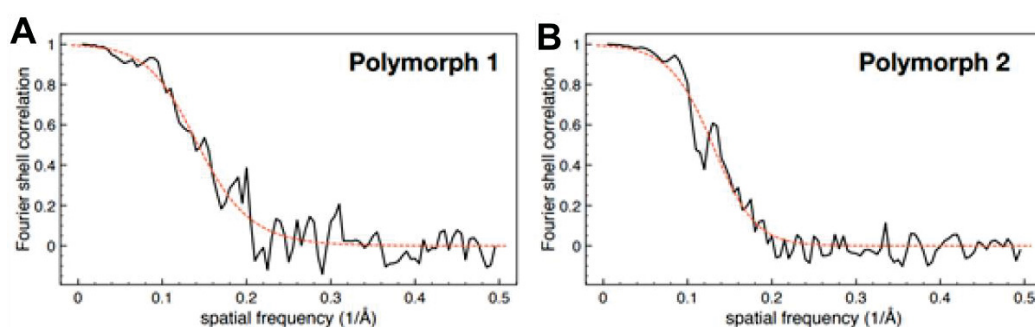 A
Polymorph 1
Fourier shell correlation
1
0.8
0.6
0.4
0.2
0
0 0.1 0.2 0.3 0.4 0.5
spatial frequency (1/Å)
B
Polymorph 2
Fourier shell correlation
1
0.8
0.6
0.4
0.2
0
0 0.1 0.2 0.3 0.4 0.5
spatial frequency (1/Å)